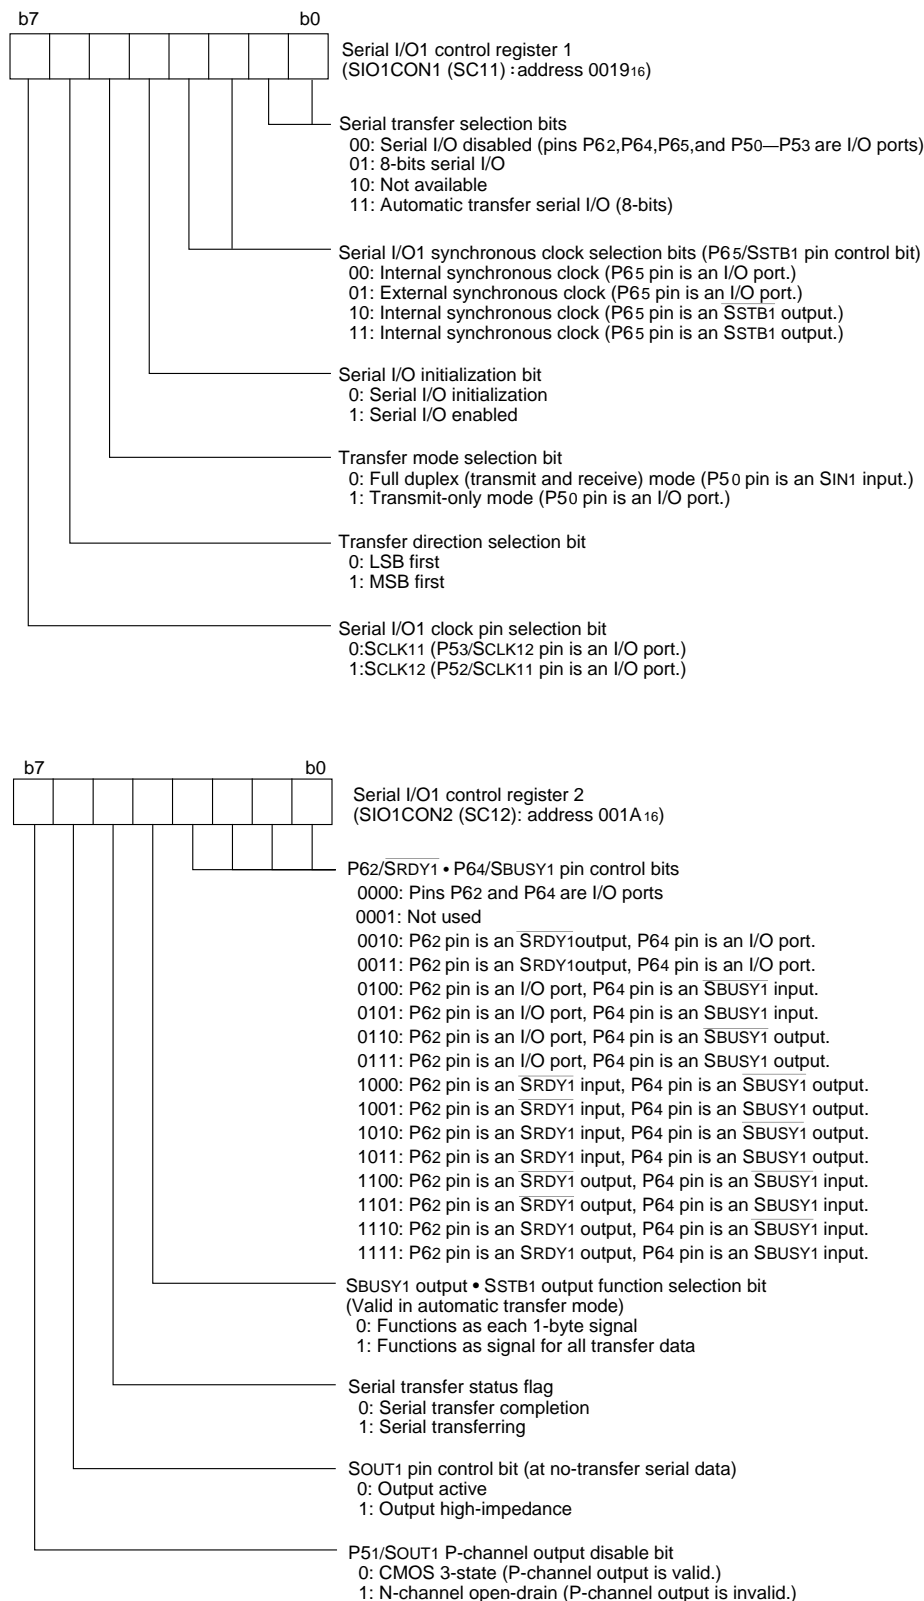 b7 b0
Serial I/O1 control register 1
(SIO1CON1 (SC11) : address 0019₁₆)
Serial transfer selection bits
00: Serial I/O disabled (pins P62,P64,P65,and P50—P53 are I/O ports)
01: 8-bits serial I/O
10: Not available
11: Automatic transfer serial I/O (8-bits)
Serial I/O1 synchronous clock selection bits (P65/SSTB1 pin control bit)
00: Internal synchronous clock (P65 pin is an I/O port.)
01: External synchronous clock (P65 pin is an I/O port.)
10: Internal synchronous clock (P65 pin is an S̅S̅T̅B̅1̅ output.)
11: Internal synchronous clock (P65 pin is an SSTB1 output.)
Serial I/O initialization bit
0: Serial I/O initialization
1: Serial I/O enabled
Transfer mode selection bit
0: Full duplex (transmit and receive) mode (P50 pin is an SIN1 input.)
1: Transmit-only mode (P50 pin is an I/O port.)
Transfer direction selection bit
0: LSB first
1: MSB first
Serial I/O1 clock pin selection bit
0:SCLK11 (P53/SCLK12 pin is an I/O port.)
1:SCLK12 (P52/SCLK11 pin is an I/O port.)
b7 b0
Serial I/O1 control register 2
(SIO1CON2 (SC12): address 001A₁₆)
P62/S̅R̅D̅Y̅1̅ • P64/SBUSY1 pin control bits
0000: Pins P62 and P64 are I/O ports
0001: Not used
0010: P62 pin is an S̅R̅D̅Y̅1̅output, P64 pin is an I/O port.
0011: P62 pin is an SRDY1output, P64 pin is an I/O port.
0100: P62 pin is an I/O port, P64 pin is an S̅B̅U̅S̅Y̅1̅ input.
0101: P62 pin is an I/O port, P64 pin is an SBUSY1 input.
0110: P62 pin is an I/O port, P64 pin is an S̅B̅U̅S̅Y̅1̅ output.
0111: P62 pin is an I/O port, P64 pin is an SBUSY1 output.
1000: P62 pin is an S̅R̅D̅Y̅1̅ input, P64 pin is an S̅B̅U̅S̅Y̅1̅ output.
1001: P62 pin is an S̅R̅D̅Y̅1̅ input, P64 pin is an SBUSY1 output.
1010: P62 pin is an SRDY1 input, P64 pin is an S̅B̅U̅S̅Y̅1̅ output.
1011: P62 pin is an SRDY1 input, P64 pin is an SBUSY1 output.
1100: P62 pin is an S̅R̅D̅Y̅1̅ output, P64 pin is an S̅B̅U̅S̅Y̅1̅ input.
1101: P62 pin is an S̅R̅D̅Y̅1̅ output, P64 pin is an SBUSY1 input.
1110: P62 pin is an SRDY1 output, P64 pin is an S̅B̅U̅S̅Y̅1̅ input.
1111: P62 pin is an SRDY1 output, P64 pin is an SBUSY1 input.
SBUSY1 output • SSTB1 output function selection bit
(Valid in automatic transfer mode)
0: Functions as each 1-byte signal
1: Functions as signal for all transfer data
Serial transfer status flag
0: Serial transfer completion
1: Serial transferring
SOUT1 pin control bit (at no-transfer serial data)
0: Output active
1: Output high-impedance
P51/SOUT1 P-channel output disable bit
0: CMOS 3-state (P-channel output is valid.)
1: N-channel open-drain (P-channel output is invalid.)